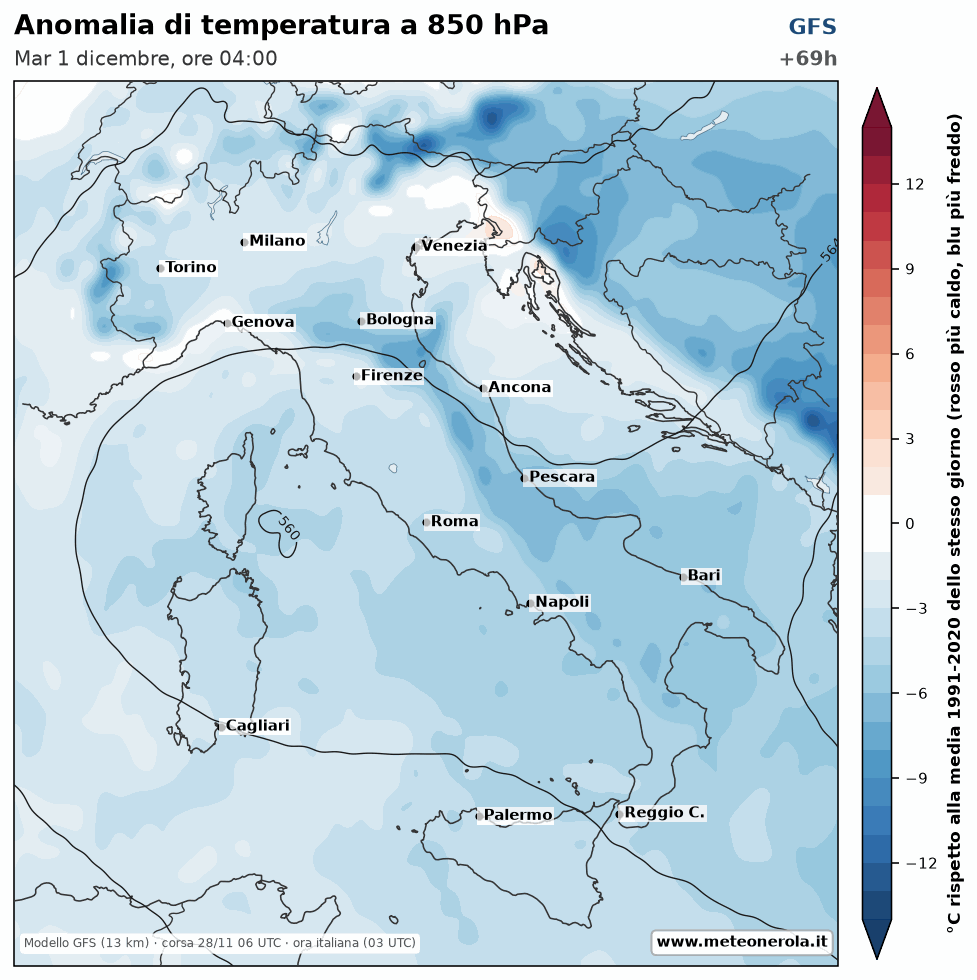 Anomalia di temperatura a 850 hPa
GFS
Mar 1 dicembre, ore 04:00
+69h
Milano
Venezia
Torino
Genova
Bologna
Firenze
Ancona
Pescara
Roma
560
Bari
Napoli
Cagliari
Palermo
Reggio C.
Modello GFS (13 km) · corsa 28/11 06 UTC · ora italiana (03 UTC)
www.meteonerola.it
12
9
6
3
0
−3
−6
−9
−12
°C rispetto alla media 1991-2020 dello stesso giorno (rosso più caldo, blu più freddo)